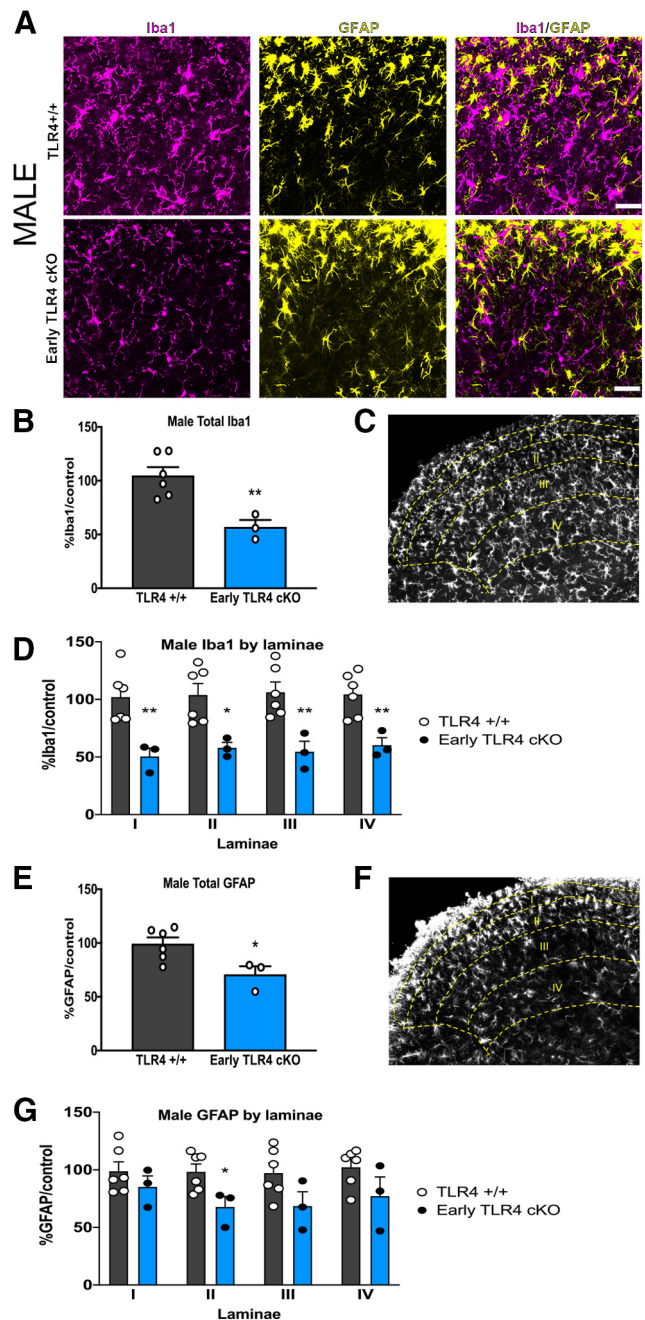 A
Iba1
GFAP
Iba1/GFAP
MALE
TLR4+/+
Early TLR4 cKO
B
Male Total Iba1
%Iba1/control
150
100
50
0
TLR4 +/+
Early TLR4 cKO
**
C
I
II
III
IV
V
D
Male Iba1 by laminae
%Iba1/control
150
100
50
0
**
*
**
**
I
II
III
IV
Laminae
TLR4 +/+
Early TLR4 cKO
E
Male Total GFAP
%GFAP/control
150
100
50
0
*
TLR4 +/+
Early TLR4 cKO
F
I
II
III
IV
V
G
Male GFAP by laminae
%GFAP/control
150
100
50
0
*
I
II
III
IV
Laminae
TLR4 +/+
Early TLR4 cKO